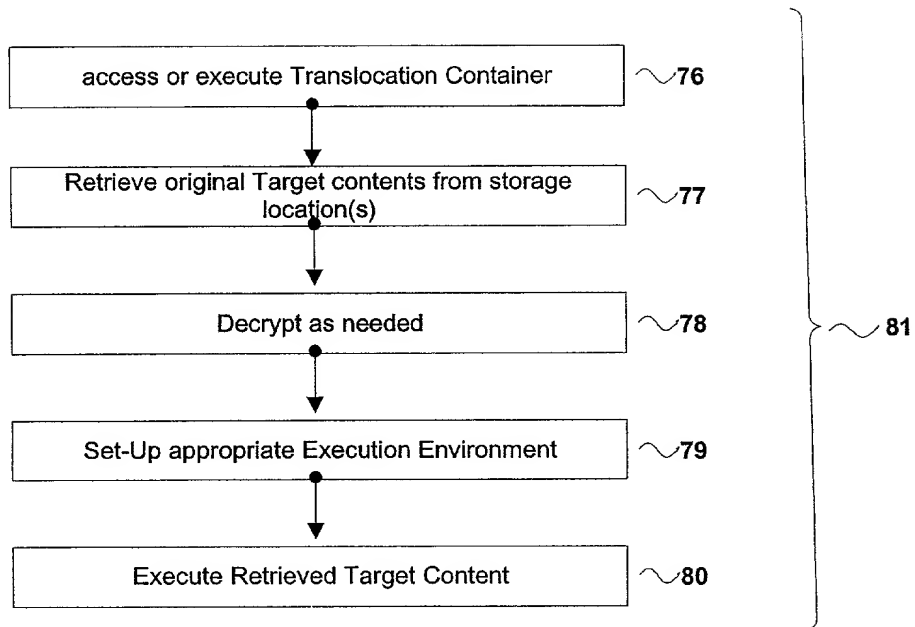 access or execute Translocation Container
76
Retrieve original Target contents from storage
location(s)
77
Decrypt as needed
78
81
Set-Up appropriate Execution Environment
79
Execute Retrieved Target Content
80